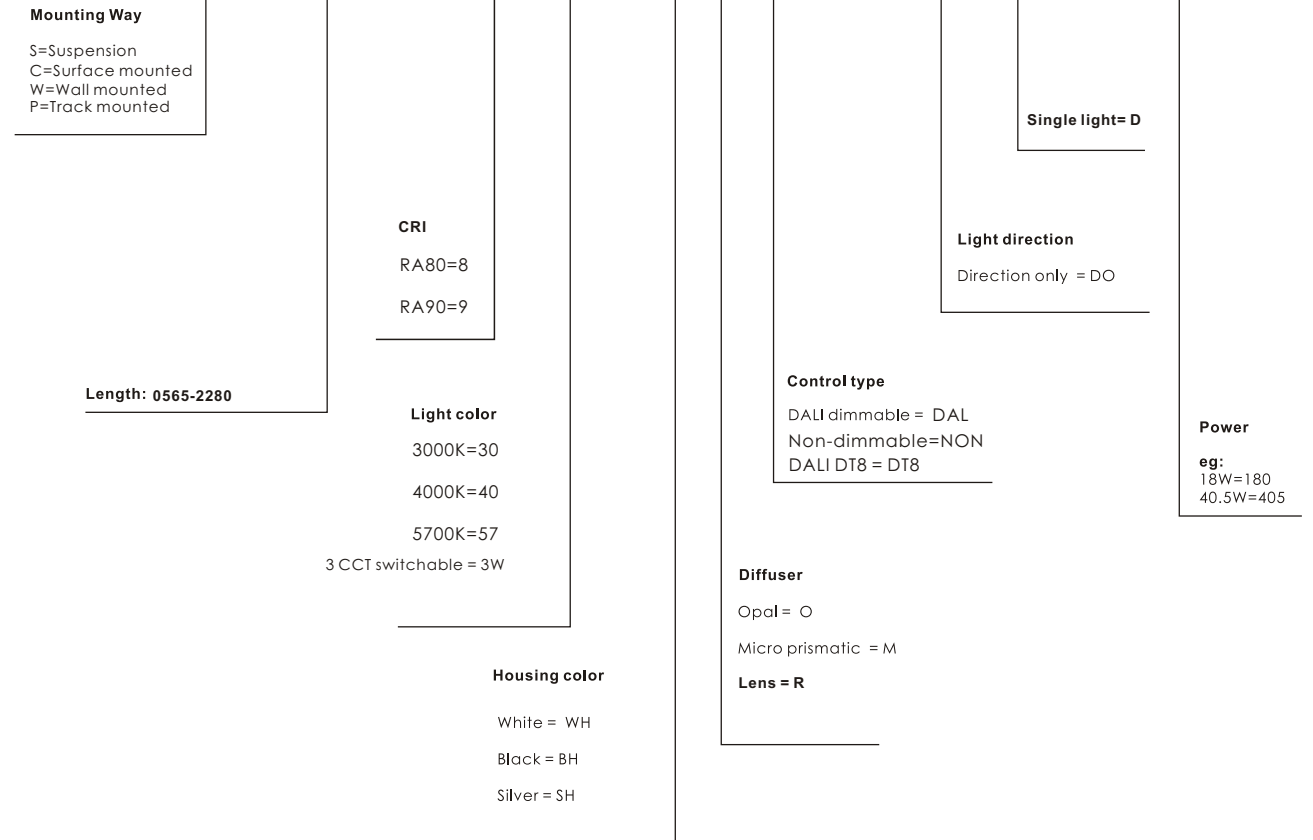 Mounting Way
S=Suspension
C=Surface mounted
W=Wall mounted
P=Track mounted
Single light= D
CRI
RA80=8
RA90=9
Light direction
Direction only = DO
Length: 0565-2280
Light color
3000K=30
4000K=40
5700K=57
3 CCT switchable = 3W
Control type
DALI dimmable = DAL
Non-dimmable=NON
DALI DT8 = DT8
Power
eg:
18W=180
40.5W=405
Diffuser
Opal = O
Micro prismatic = M
Lens = R
Housing color
White = WH
Black = BH
Silver = SH